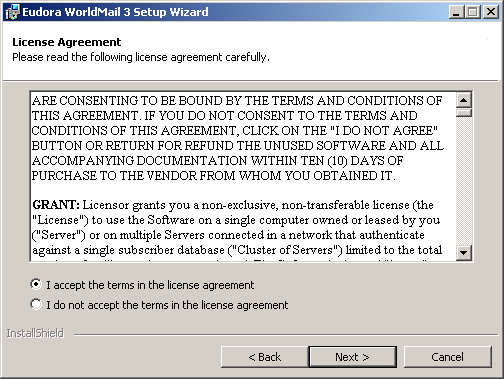 Eudora WorldMail 3 Setup Wizard
License Agreement
Please read the following license agreement carefully.
ARE CONSENTING TO BE BOUND BY THE TERMS AND CONDITIONS OF
THIS AGREEMENT. IF YOU DO NOT CONSENT TO THE TERMS AND
CONDITIONS OF THIS AGREEMENT, CLICK ON THE "I DO NOT AGREE"
BUTTON OR RETURN FOR REFUND THE UNUSED SOFTWARE AND ALL
ACCOMPANYING DOCUMENTATION WITHIN TEN (10) DAYS OF
PURCHASE TO THE VENDOR FROM WHOM YOU OBTAINED IT.
GRANT: Licensor grants you a non-exclusive, non-transferable license (the
"License") to use the Software on a single computer owned or leased by you
("Server") or on multiple Servers connected in a network that authenticate
against a single subscriber database ("Cluster of Servers") limited to the total
I accept the terms in the license agreement
I do not accept the terms in the license agreement
InstallShield
< Back
Next >
Cancel